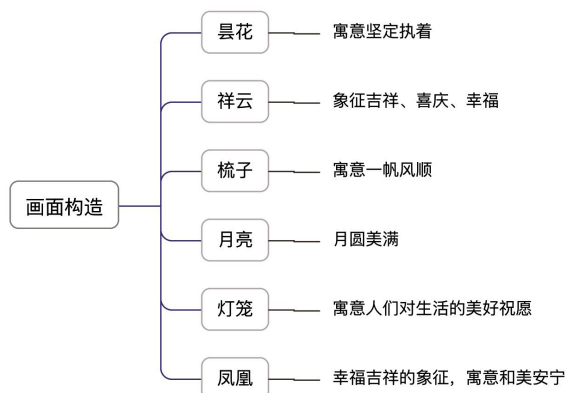 画面构造
昙花
寓意坚定执着
祥云
象征吉祥、喜庆、幸福
梳子
寓意一帆风顺
月亮
月圆美满
灯笼
寓意人们对生活的美好祝愿
凤凰
幸福吉祥的象征，寓意和美安宁